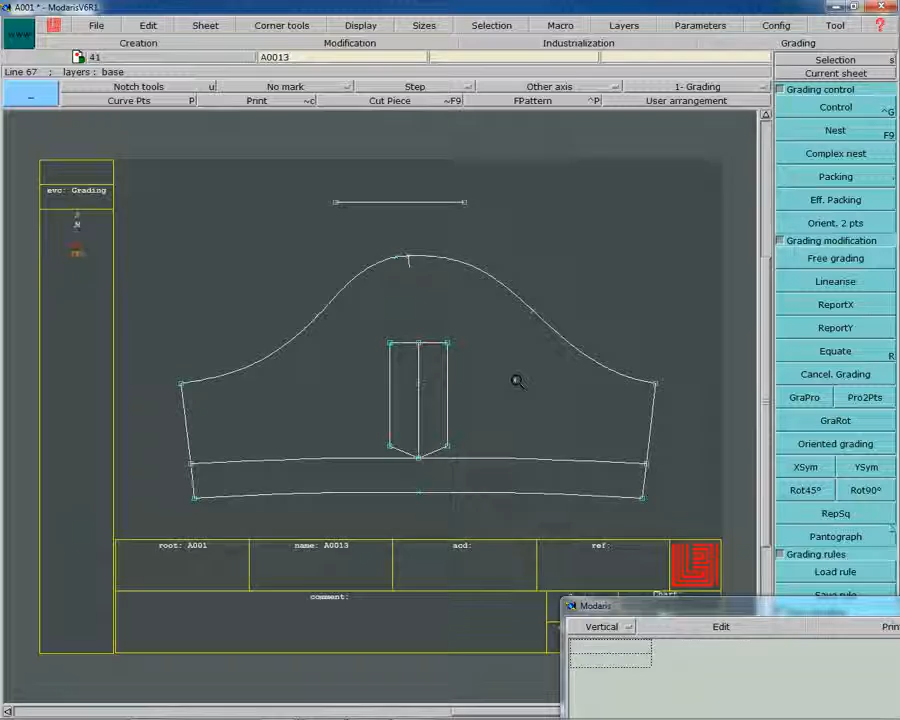 A001 * - ModarisV6R1
File Edit Sheet Corner tools Display Sizes Selection Macro Layers Parameters Config Tool ?
Creation Modification Industrialization Grading
41 A0013
Line 67 ; layers : base
Notch tools u No mark Step Other axis 1- Grading
Curve Pts P Print ~c Cut Piece ~F9 FPattern ^P User arrangement
Selection s
Current sheet
Grading control
Control ^G
Nest F9
Complex nest
Packing
Eff. Packing
Orient. 2 pts
Grading modification
Free grading
Linearise
ReportX
ReportY
Equate R
Cancel. Grading
GraPro Pro2Pts
GraRot
Oriented grading
XSym YSym
Rot45° Rot90°
RepSq
Pantograph
Grading rules
Load rule
evc: Grading
M
root: A001 name: A0013 acd: ref:
comment:
Modaris
Vertical Edit Prin